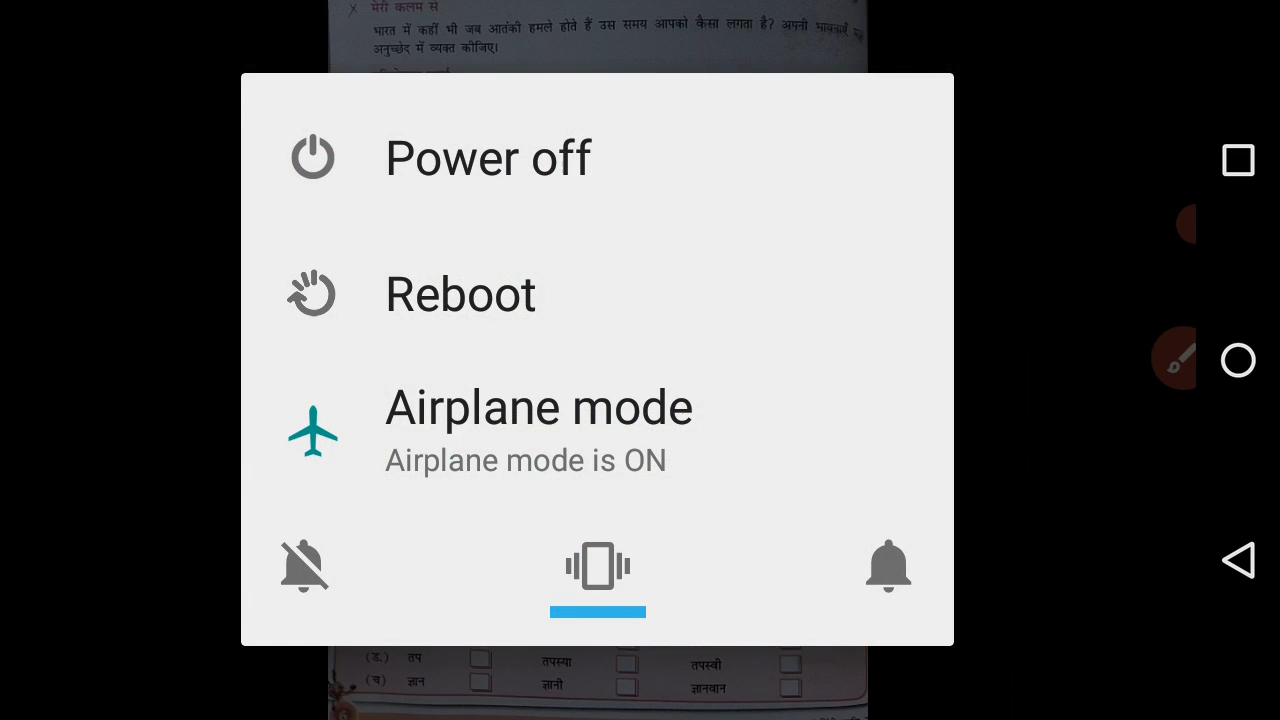 मेरी कलम से
भारत में कहीं भी जब आतंकी हमले होते हैं उस समय आपको कैसा लगता है? अपनी भावनाएँ
अनुच्छेद में व्यक्त कीजिए।
Power off
Reboot
Airplane mode
Airplane mode is ON
(ड.) तप तपस्या तपस्वी
(च) ज्ञान ज्ञानी ज्ञानवान